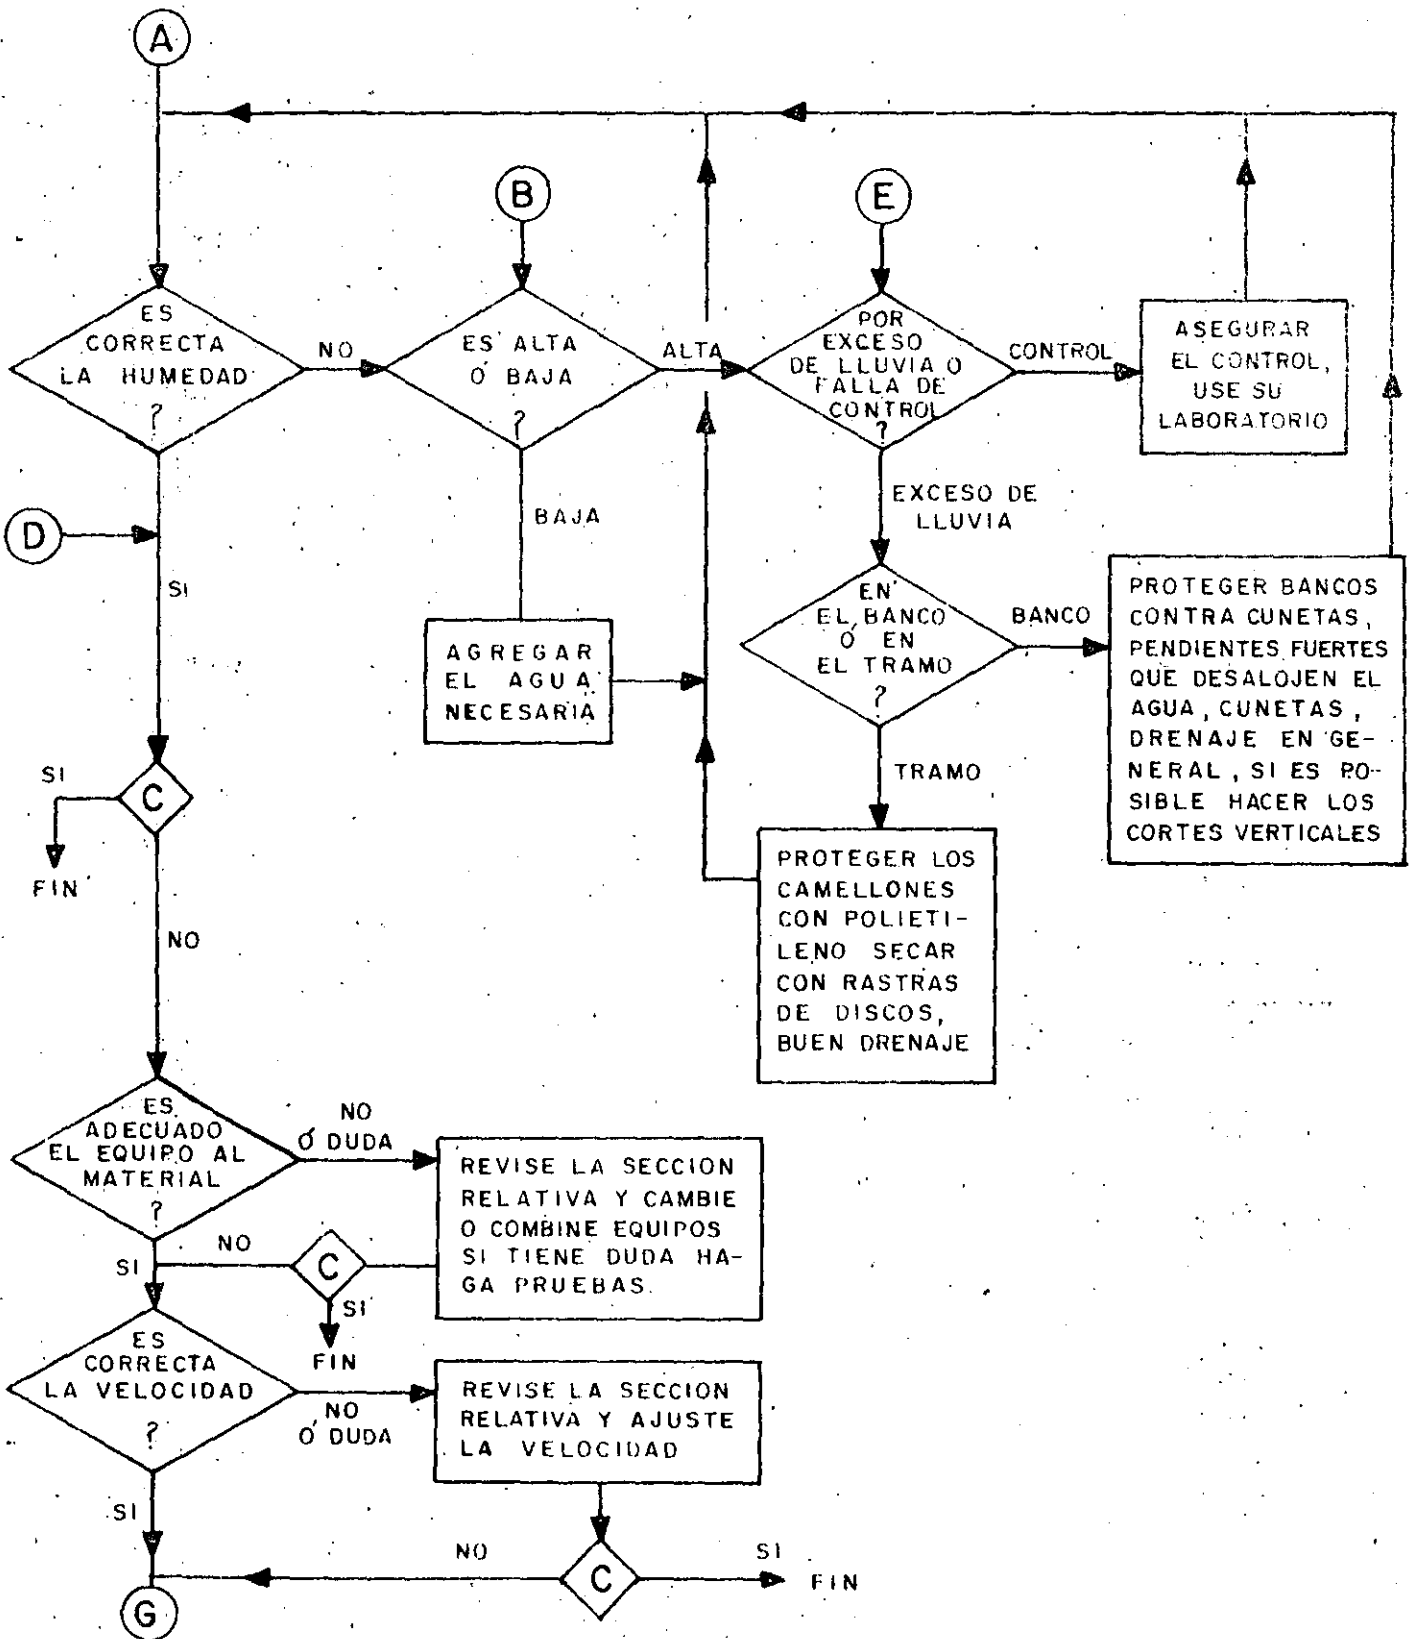 A
B
E
ES
CORRECTA
LA HUMEDAD
?
NO
ES ALTA
Ó BAJA
?
ALTA
POR
EXCESO
DE LLUVIA O
FALLA DE
CONTROL
?
CONTROL
ASEGURAR
EL CONTROL,
USE SU
LABORATORIO
D
SI
BAJA
EXCESO DE
LLUVIA
AGREGAR
EL AGUA
NECESARIA
EN
EL BANCO
Ó EN
EL TRAMO
?
BANCO
PROTEGER BANCOS
CONTRA CUNETAS,
PENDIENTES FUERTES
QUE DESALOJEN EL
AGUA, CUNETAS,
DRENAJE EN GE-
NERAL, SI ES PO-
SIBLE HACER LOS
CORTES VERTICALES
TRAMO
SI
C
FIN
NO
PROTEGER LOS
CAMELLONES
CON POLIETI-
LENO SECAR
CON RASTRAS
DE DISCOS,
BUEN DRENAJE
ES
ADECUADO
EL EQUIPO AL
MATERIAL
?
NO
Ó DUDA
REVISE LA SECCION
RELATIVA Y CAMBIE
O COMBINE EQUIPOS
SI TIENE DUDA HA-
GA PRUEBAS.
SI
NO
C
SI
FIN
ES
CORRECTA
LA VELOCIDAD
?
NO
Ó DUDA
REVISE LA SECCION
RELATIVA Y AJUSTE
LA VELOCIDAD
SI
NO
C
SI
FIN
G